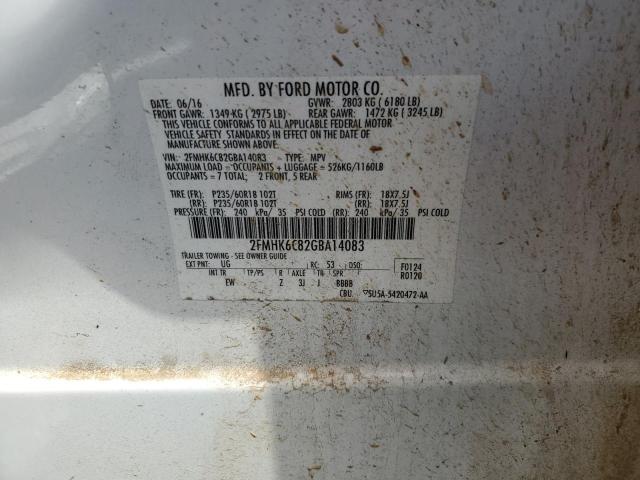 MFD. BY FORD MOTOR CO.
DATE: 06/16 GVWR: 2803 KG ( 6180 LB)
FRONT GAWR: 1349 KG ( 2975 LB) REAR GAWR: 1472 KG ( 3245 LB)
THIS VEHICLE CONFORMS TO ALL APPLICABLE FEDERAL MOTOR
VEHICLE SAFETY STANDARDS IN EFFECT ON THE DATE OF
MANUFACTURE SHOWN ABOVE.
VIN: 2FMHK6C82GBA14083 TYPE: MPV
MAXIMUM LOAD = OCCUPANTS + LUGGAGE = 526KG/1160LB
OCCUPANTS = 7 TOTAL; 2 FRONT, 5 REAR
TIRE (FR): P235/60R18 102T RIMS (FR): 18X7.5J
(RR): P235/60R18 102T (RR): 18X7.5J
PRESSURE (FR): 240 kPa/ 35 PSI COLD (RR): 240 kPa/ 35 PSI COLD
2FMHK6C82GBA14083
TRAILER TOWING - SEE OWNER GUIDE
EXT PNT: UG RC: 53 DSO: F0124
R0120
INT TR TP/PS R AXLE TR SPR
EW Z 3J J BBBB
CBU 5U5A-5420472-AA